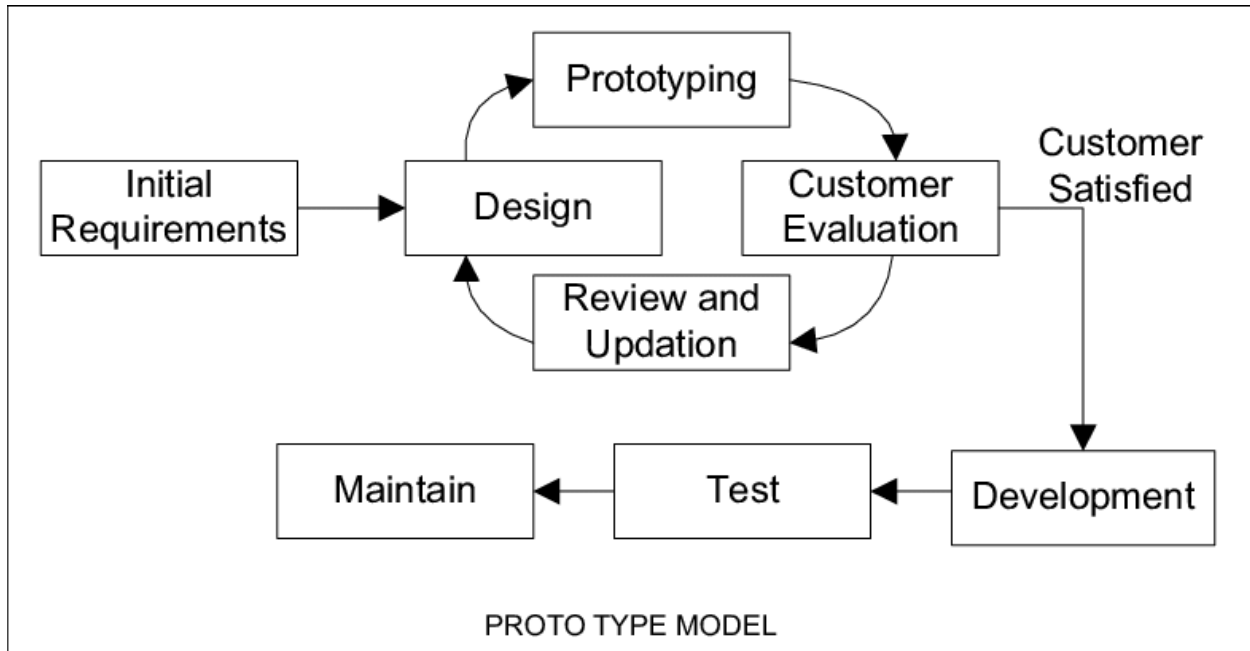 Prototyping
Initial
Requirements
Design
Customer
Evaluation
Customer
Satisfied
Review and
Updation
Maintain
Test
Development
PROTO TYPE MODEL